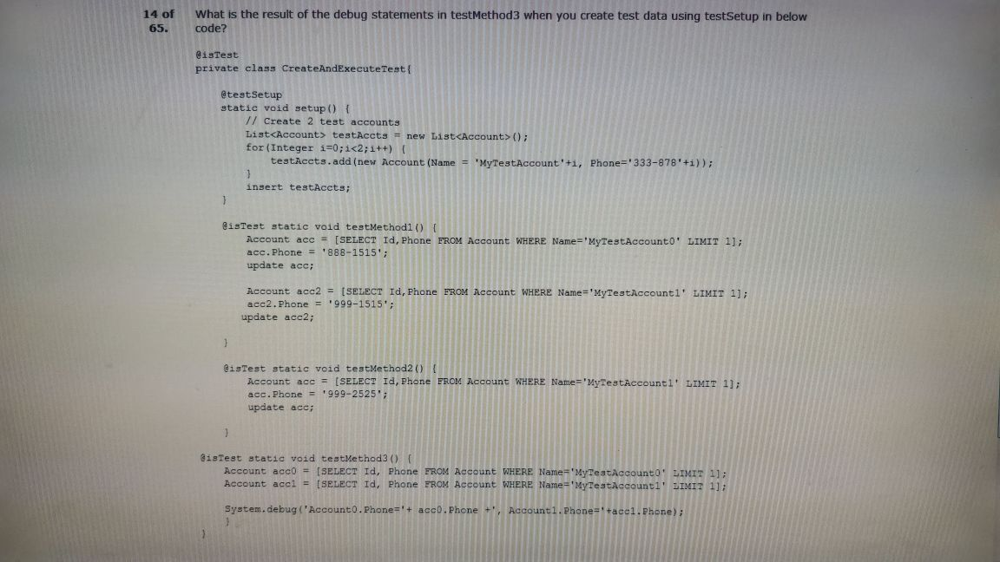 14 of What is the result of the debug statements in testMethod3 when you create test data using testSetup in below
65. code?
@isTest
private class CreateAndExecuteTest{
@testSetup
static void setup() {
// Create 2 test accounts
List<Account> testAccts = new List<Account>();
for(Integer i=0;i<2;i++) {
testAccts.add(new Account(Name = 'MyTestAccount'+i, Phone='333-878'+i));
}
insert testAccts;
}
@isTest static void testMethod1() {
Account acc = [SELECT Id,Phone FROM Account WHERE Name='MyTestAccount0' LIMIT 1];
acc.Phone = '888-1515';
update acc;
Account acc2 = [SELECT Id,Phone FROM Account WHERE Name='MyTestAccount1' LIMIT 1];
acc2.Phone = '999-1515';
update acc2;
}
@isTest static void testMethod2() {
Account acc = [SELECT Id,Phone FROM Account WHERE Name='MyTestAccount1' LIMIT 1];
acc.Phone = '999-2525';
update acc;
}
@isTest static void testMethod3() {
Account acc0 = [SELECT Id, Phone FROM Account WHERE Name='MyTestAccount0' LIMIT 1];
Account acc1 = [SELECT Id, Phone FROM Account WHERE Name='MyTestAccount1' LIMIT 1];
System.debug('Account0.Phone='+ acc0.Phone +', Account1.Phone='+acc1.Phone);
}
}